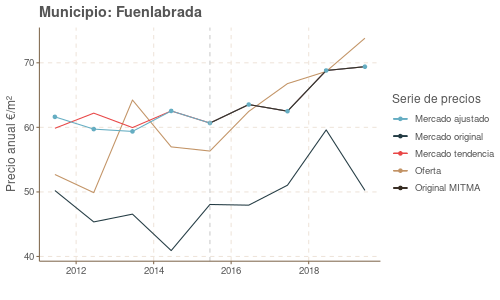 Municipio: Fuenlabrada
Precio anual €/m²
70
60
50
40
2012
2014
2016
2018
Serie de precios
Mercado ajustado
Mercado original
Mercado tendencia
Oferta
Original MITMA